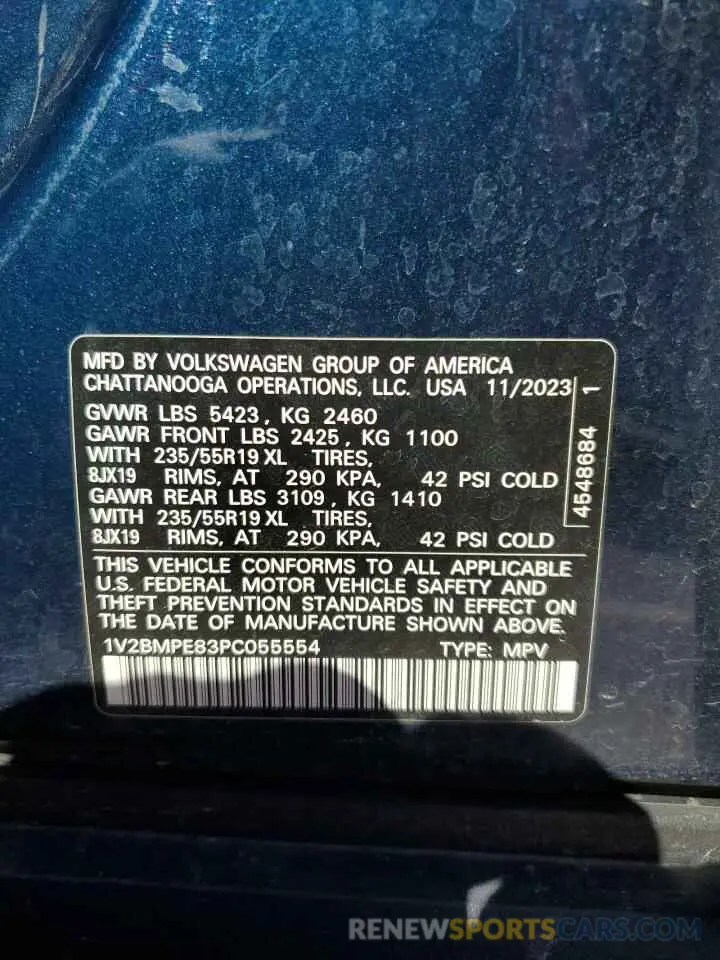 MFD BY VOLKSWAGEN GROUP OF AMERICA
CHATTANOOGA OPERATIONS, LLC. USA 11/2023
GVWR LBS 5423, KG 2460
GAWR FRONT LBS 2425, KG 1100
WITH 235/55R19 XL TIRES,
8JX19 RIMS, AT 290 KPA, 42 PSI COLD
GAWR REAR LBS 3109, KG 1410
WITH 235/55R19 XL TIRES,
8JX19 RIMS, AT 290 KPA, 42 PSI COLD
4548684 1
THIS VEHICLE CONFORMS TO ALL APPLICABLE
U.S. FEDERAL MOTOR VEHICLE SAFETY AND
THEFT PREVENTION STANDARDS IN EFFECT ON
THE DATE OF MANUFACTURE SHOWN ABOVE.
1V2BMPE83PC055554 TYPE: MPV
RENEWSPORTSCARS.COM